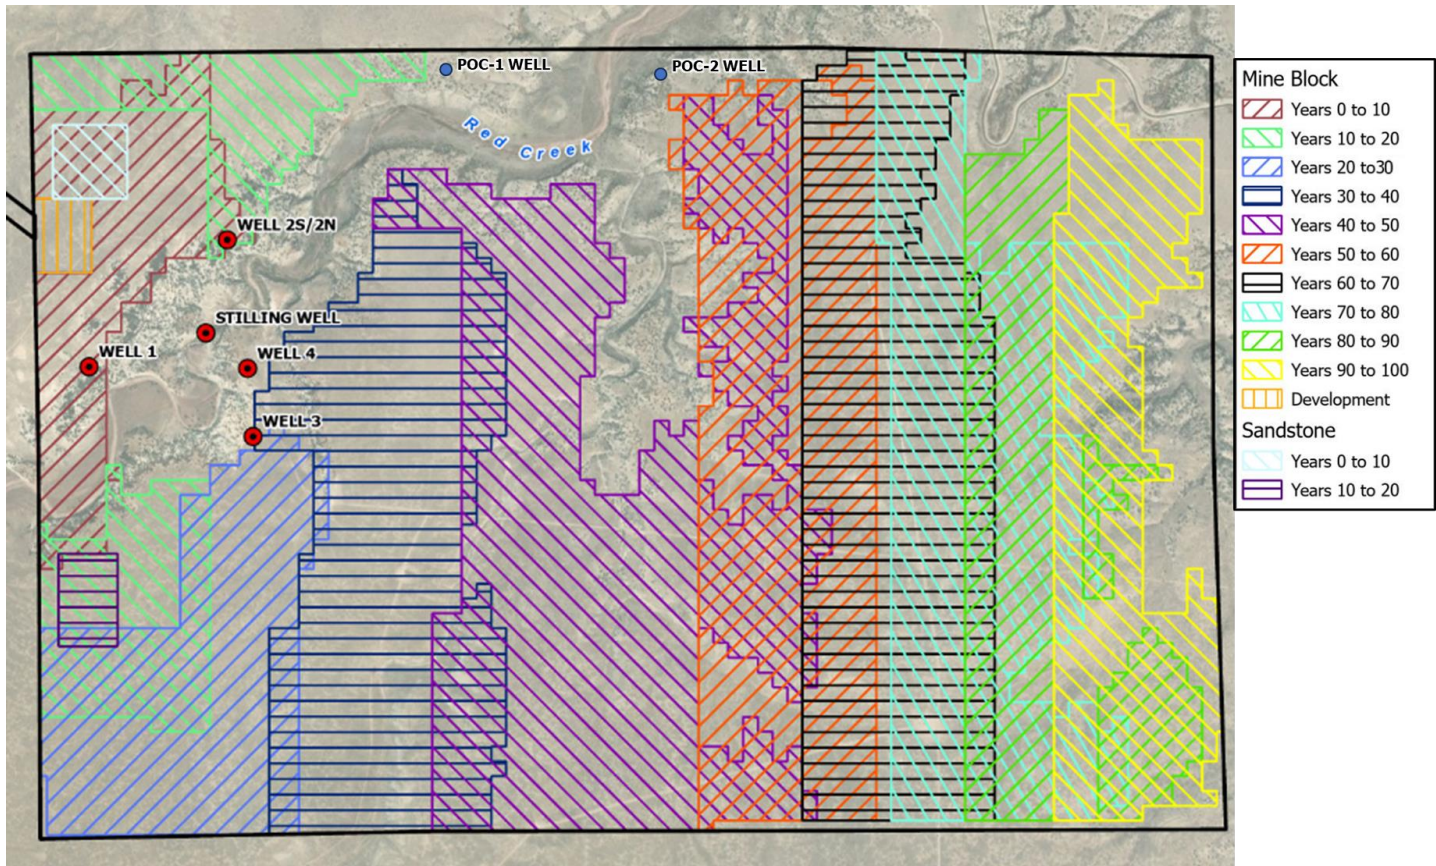 POC-1 WELL
POC-2 WELL
Red Creek
WELL 2S/2N
STILLING WELL
WELL 1
WELL 4
WELL 3
Mine Block
Years 0 to 10
Years 10 to 20
Years 20 to30
Years 30 to 40
Years 40 to 50
Years 50 to 60
Years 60 to 70
Years 70 to 80
Years 80 to 90
Years 90 to 100
Development
Sandstone
Years 0 to 10
Years 10 to 20